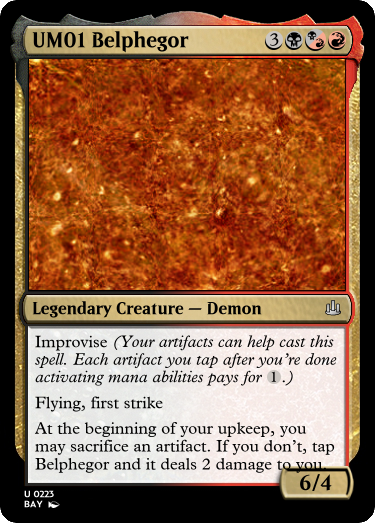 UM01 Belphegor 3
Legendary Creature — Demon
Improvise (Your artifacts can help cast this
spell. Each artifact you tap after you're done
activating mana abilities pays for 1.)
Flying, first strike
At the beginning of your upkeep, you
may sacrifice an artifact. If you don't, tap
Belphegor and it deals 2 damage to you.
6/4
U 0223
BAY